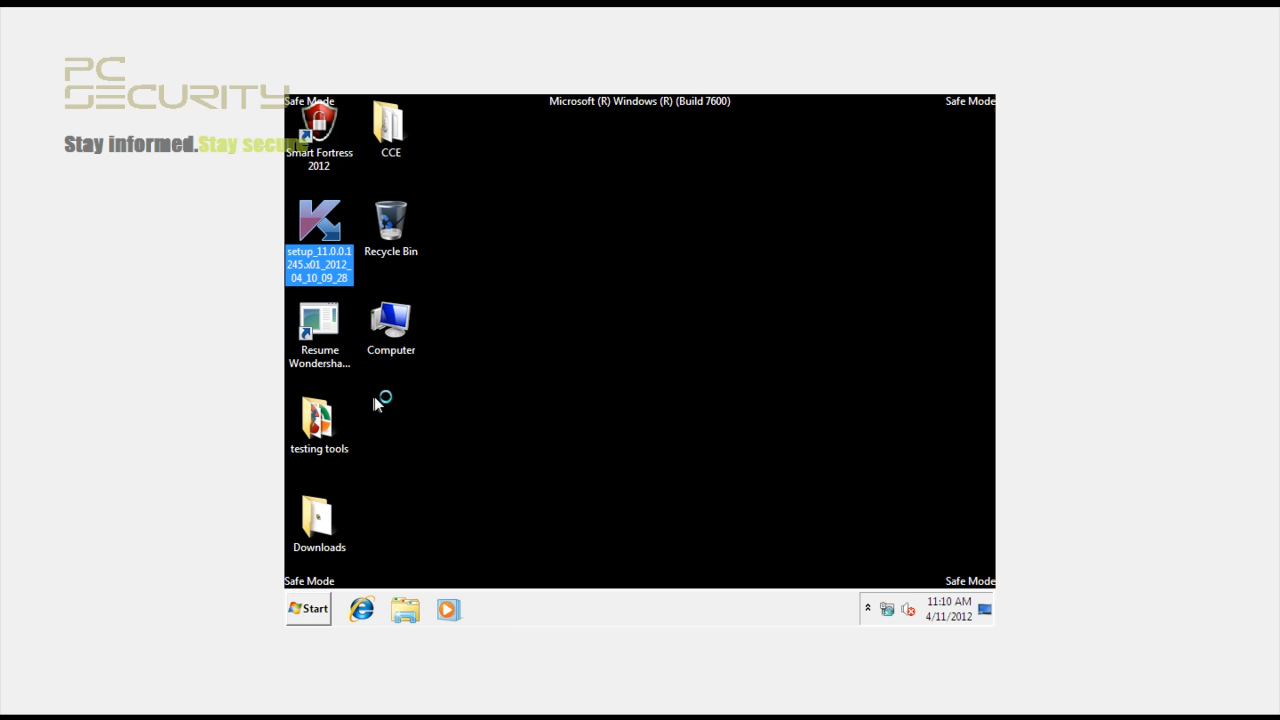 PC
SECURITY
Stay informed.Stay secure
Safe Mode
Microsoft (R) Windows (R) (Build 7600)
Safe Mode
Smart Fortress
2012
CCE
setup_11.0.0.1
245.x01_2012_
04_10_09_28
Recycle Bin
Resume
Wondersha...
Computer
testing tools
Downloads
Safe Mode
Safe Mode
Start
11:10 AM
4/11/2012